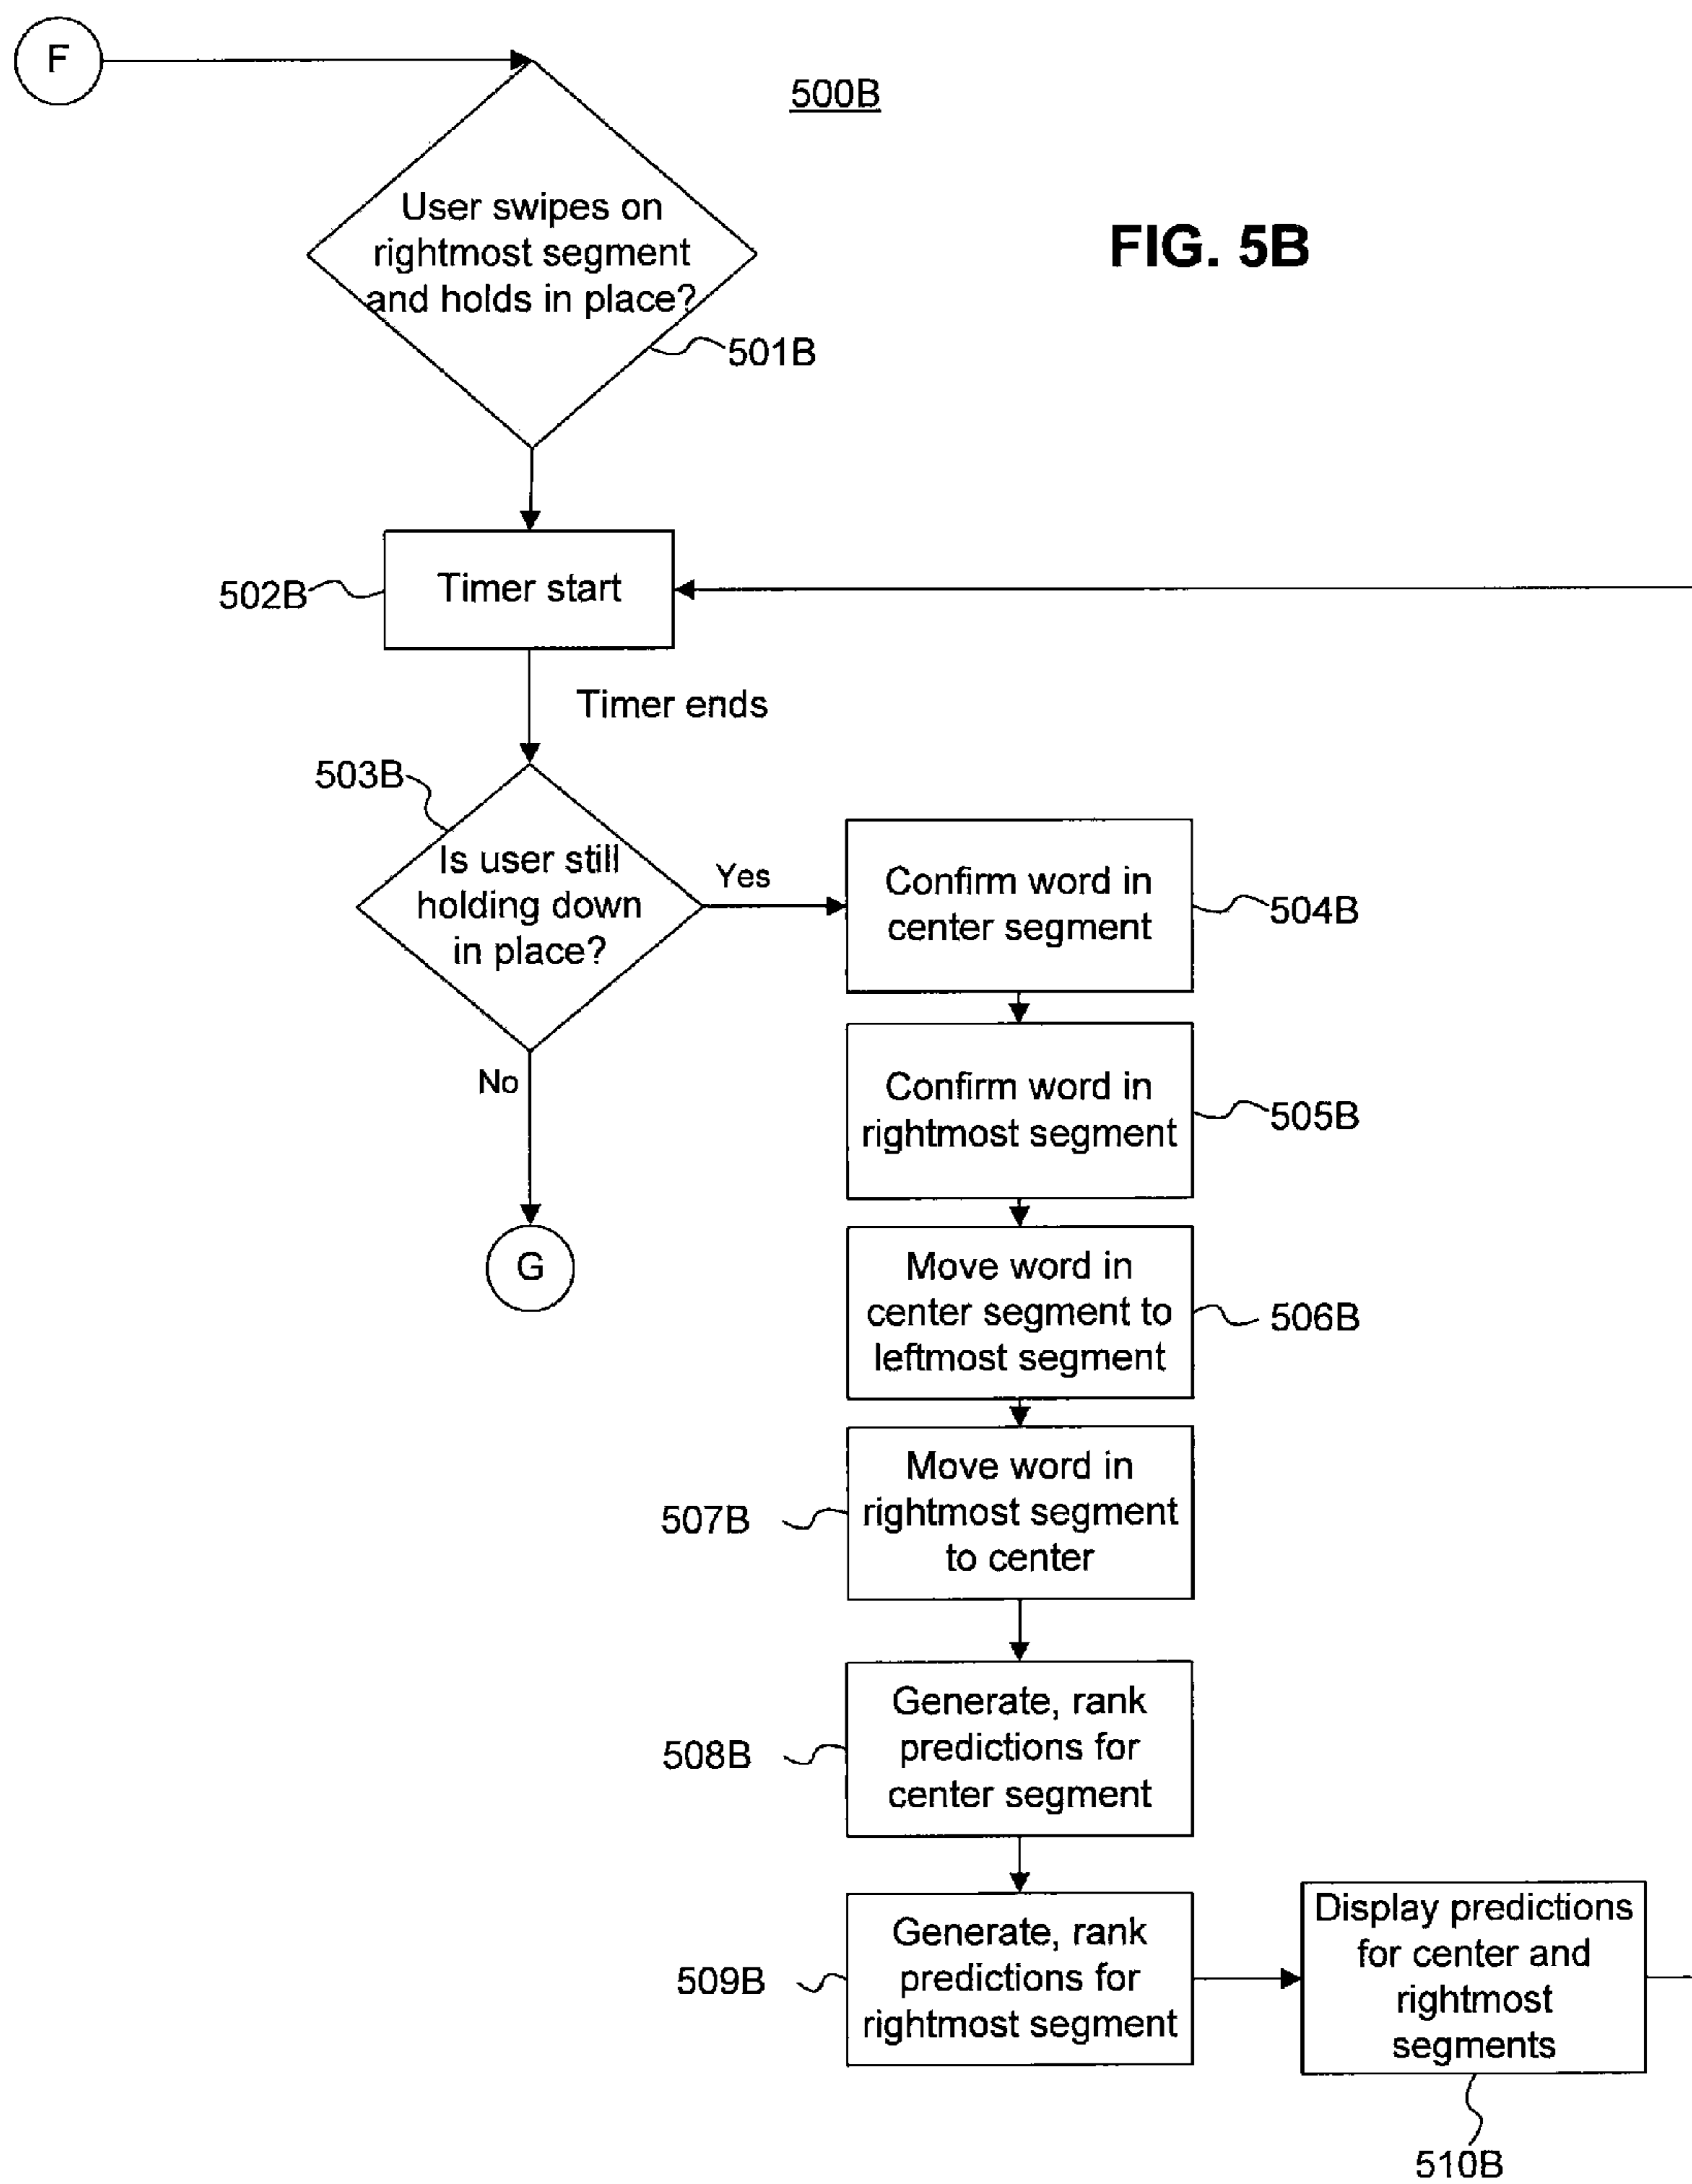 F
500B
User swipes on
rightmost segment
and holds in place?
FIG. 5B
501B
502B
Timer start
Timer ends
503B
Is user still
holding down
in place?
Yes
No
G
Confirm word in
center segment
504B
Confirm word in
rightmost segment
505B
Move word in
center segment to
leftmost segment
506B
Move word in
rightmost segment
to center
507B
Generate, rank
predictions for
center segment
508B
Generate, rank
predictions for
rightmost segment
509B
Display predictions
for center and
rightmost
segments
510B